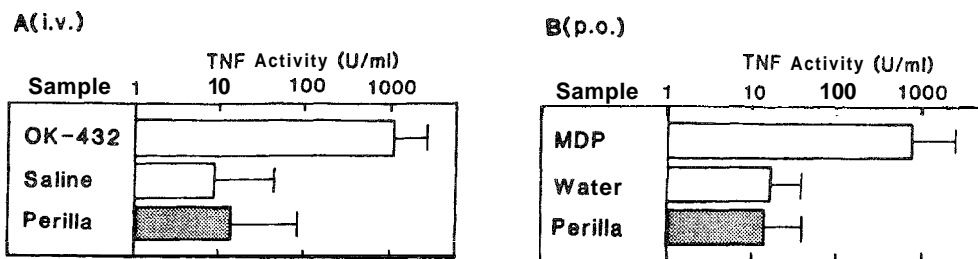 A(i.v.)
TNF Activity (U/ml)
Sample 1 10 100 1000
OK-432
Saline
Perilla
B(p.o.)
TNF Activity (U/ml)
Sample 1 10 100 1000
MDP
Water
Perilla